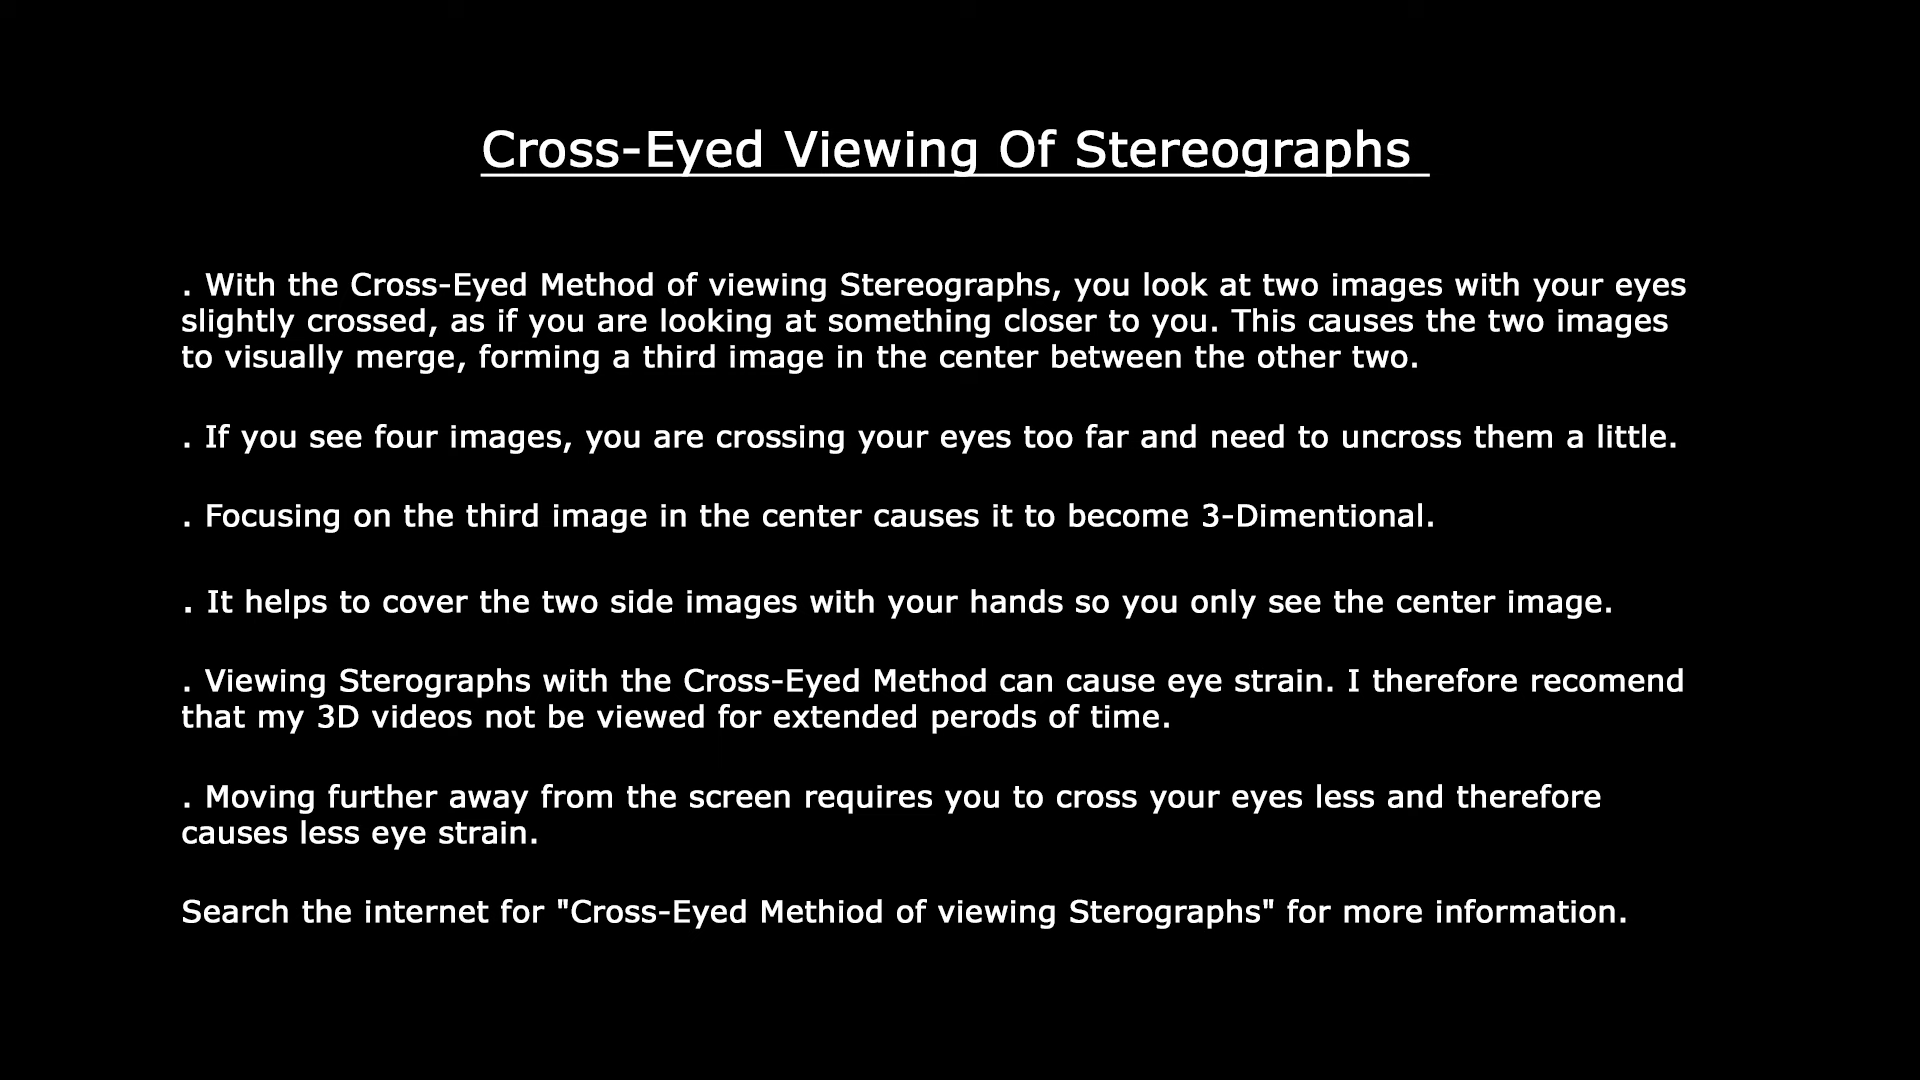 Cross-Eyed Viewing Of Stereographs
. With the Cross-Eyed Method of viewing Stereographs, you look at two images with your eyes
slightly crossed, as if you are looking at something closer to you. This causes the two images
to visually merge, forming a third image in the center between the other two.
. If you see four images, you are crossing your eyes too far and need to uncross them a little.
. Focusing on the third image in the center causes it to become 3-Dimentional.
. It helps to cover the two side images with your hands so you only see the center image.
. Viewing Sterographs with the Cross-Eyed Method can cause eye strain. I therefore recomend
that my 3D videos not be viewed for extended perods of time.
. Moving further away from the screen requires you to cross your eyes less and therefore
causes less eye strain.
Search the internet for "Cross-Eyed Methiod of viewing Sterographs" for more information.